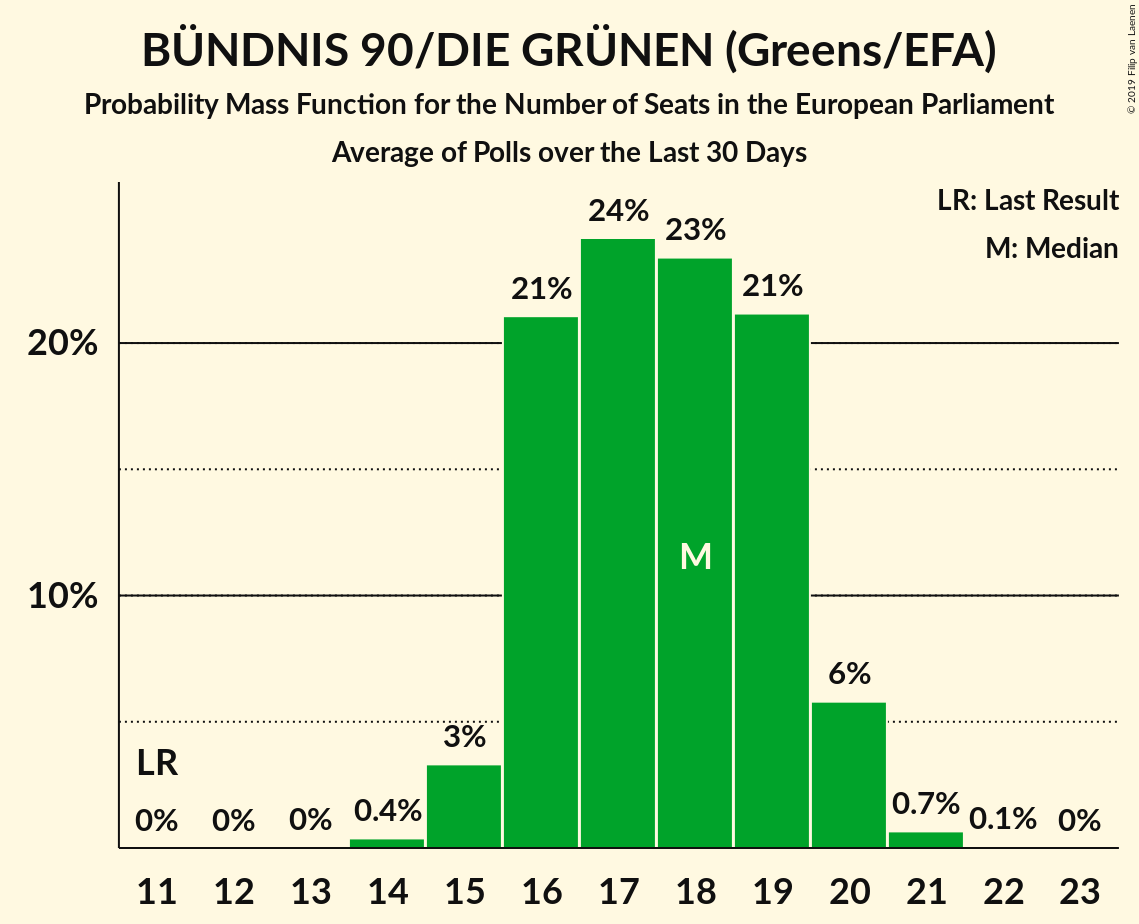 BÜNDNIS 90/DIE GRÜNEN (Greens/EFA)
Probability Mass Function for the Number of Seats in the European Parliament
Average of Polls over the Last 30 Days
© 2019 Filip van Laenen
LR: Last Result
M: Median
24%
23%
21%
21%
20%
M
10%
6%
3%
LR
0%
0%
0%
0.4%
0.7%
0.1%
0%
11 12 13 14 15 16 17 18 19 20 21 22 23